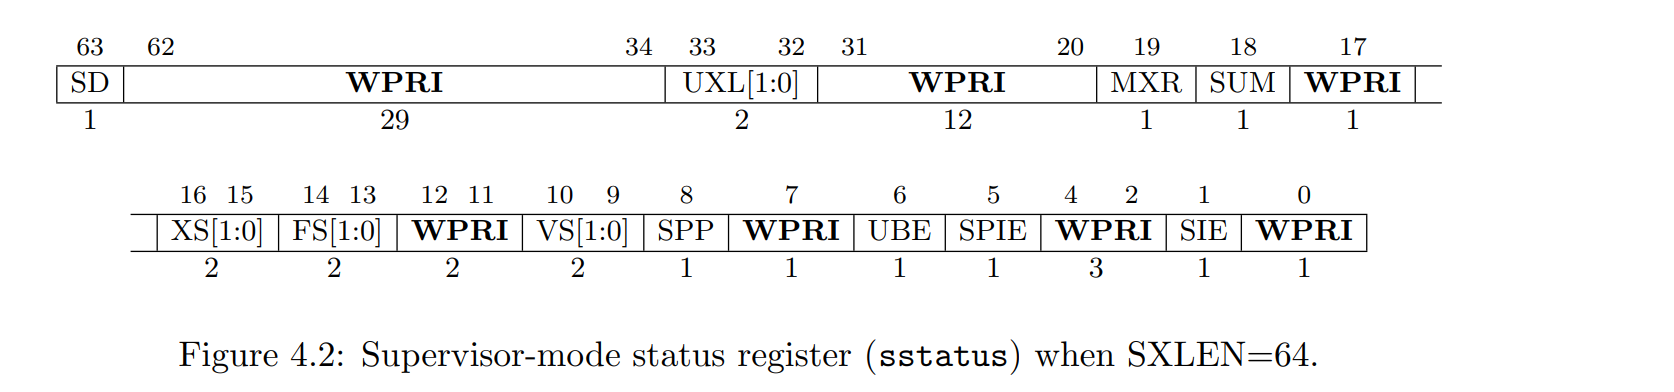 63 62 34 33 32 31 20 19 18 17
SD WPRI UXL[1:0] WPRI MXR SUM WPRI
1 29 2 12 1 1 1
16 15 14 13 12 11 10 9 8 7 6 5 4 2 1 0
XS[1:0] FS[1:0] WPRI VS[1:0] SPP WPRI UBE SPIE WPRI SIE WPRI
2 2 2 2 1 1 1 1 3 1 1
Figure 4.2: Supervisor-mode status register (sstatus) when SXLEN=64.